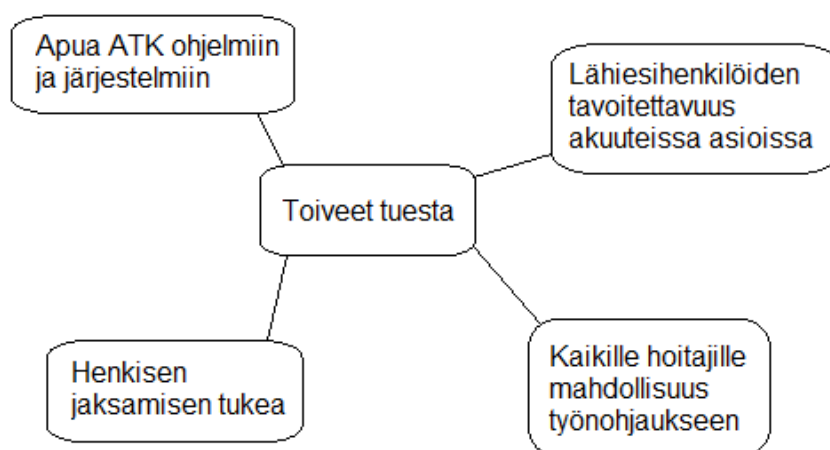 Apua ATK ohjelmiin
ja järjestelmiin
Lähiesihenkilöiden
tavoitettavuus
akuuteissa asioissa
Toiveet tuesta
Henkisen
jaksamisen tukea
Kaikille hoitajille
mahdollisuus
työnohjaukseen